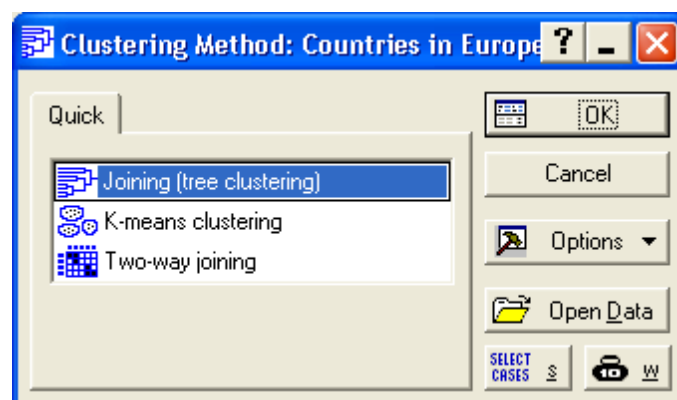 Clustering Method: Countries in Europe ?
Quick
Joining (tree clustering)
K-means clustering
Two-way joining
OK
Cancel
Options
Open Data
SELECT
CASES S
W